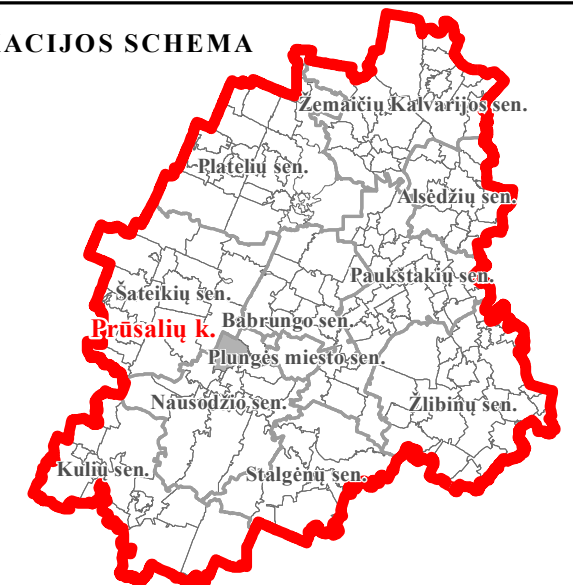 ACIJOS SCHEMA
Žemaičių Kalvarijos sen.
Platelių sen.
Alsėdžių sen.
Paukštakių sen.
Šateikių sen.
Babrungo sen.
Prūsalių k.
Plungės miesto sen.
Nausodžio sen.
Žlibinų sen.
Kulių sen.
Stalgėnų sen.